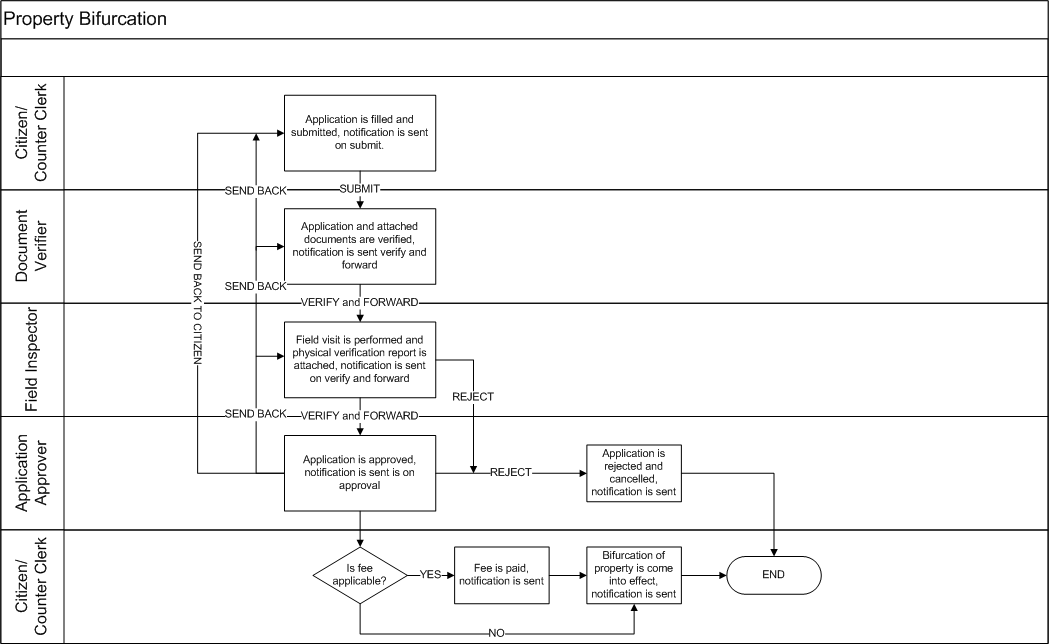 Property Bifurcation
Citizen/
Counter Clerk
Application is filled and
submitted, notification is sent
on submit.
SEND BACK
SUBMIT
Document
Verifier
Application and attached
documents are verified,
notification is sent verify and
forward
SEND BACK TO CITIZEN
SEND BACK
VERIFY and FORWARD
Field Inspector
Field visit is performed and
physical verification report is
attached, notification is sent
on verify and forward
REJECT
SEND BACK
VERIFY and FORWARD
Application
Approver
Application is approved,
notification is sent is on
approval
REJECT
Application is
rejected and
cancelled,
notification is sent
Citizen/
Counter Clerk
Is fee
applicable?
YES
Fee is paid,
notification is sent
Bifurcation of
property is come
into effect,
notification is sent
END
NO